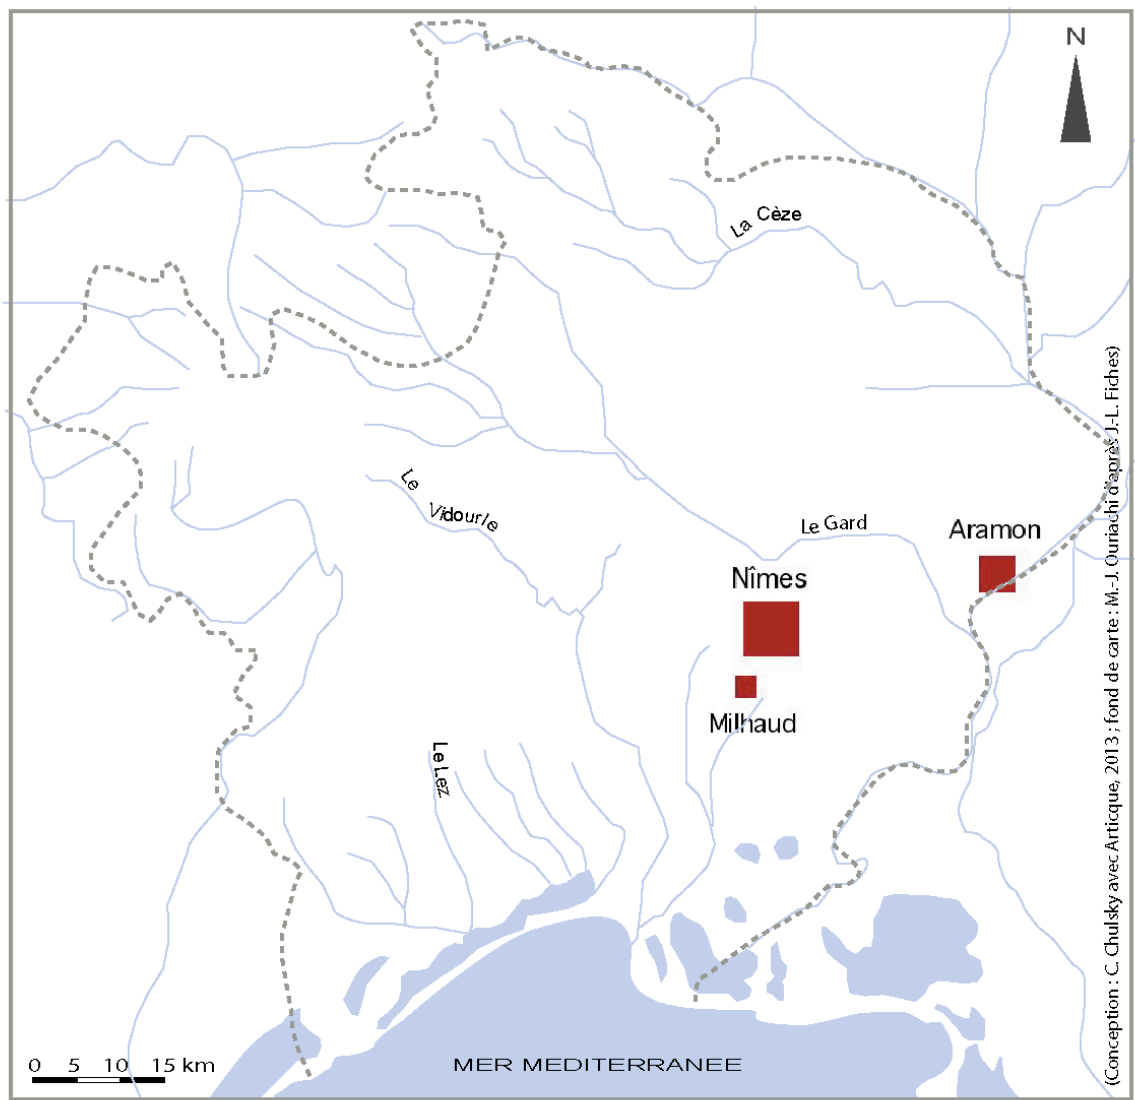 N
La Cèze
Le Vidourle
Le Gard
Aramon
Nîmes
Milhaud
Le Lez
0 5 10 15 km
MER MEDITERRANEE
(Conception : C. Chulsky avec Articque, 2013 ; fond de carte : M.-J. Ouriachi d'après J.-L. Fiches)